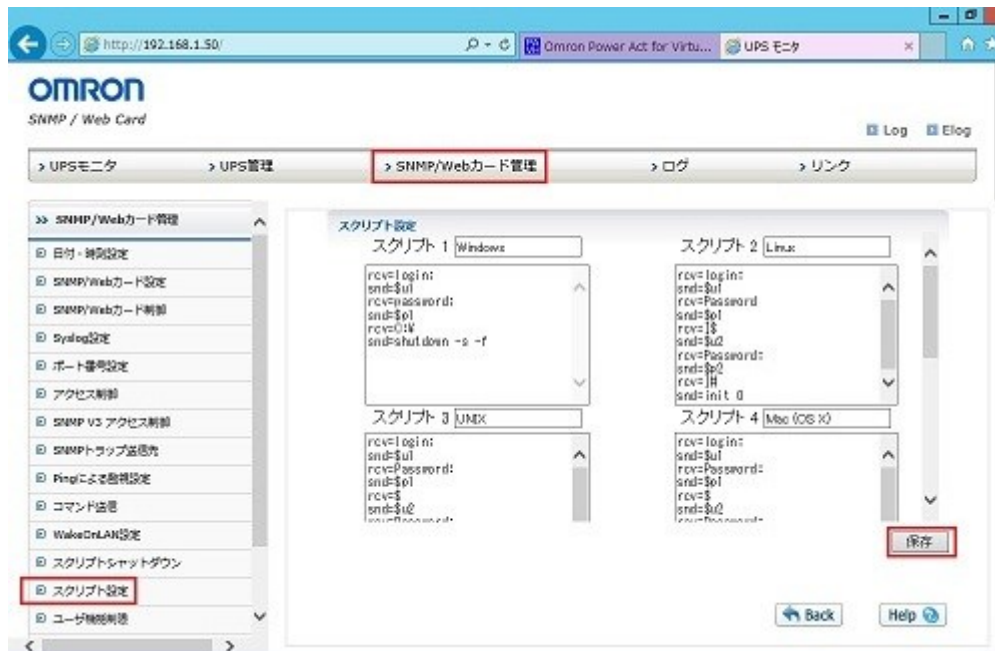 http://192.168.1.50/
Omron Power Act for Virtu...
UPS モニタ
OMRON
SNMP / Web Card
Log
Elog
UPSモニタ
UPS管理
SNMP/Webカード管理
ログ
リンク
SNMP/Webカード管理
日付・時刻設定
SNMP/Webカード設定
SNMP/Webカード制御
Syslog設定
ポート番号設定
アクセス制御
SNMP V3 アクセス制御
SNMPトラップ送信先
Pingによる監視設定
コマンド送信
WakeOnLAN設定
スクリプトシャットダウン
スクリプト設定
ユーザ機能制限
スクリプト設定
スクリプト 1 Windows
rcv=login:
snd=$u1
rcv=password:
snd=$p1
rcv=C:¥
snd=shutdown -s -f
スクリプト 2 Linux
rcv=login:
snd=$u1
rcv=Password
snd=$p1
rcv=]$
snd=$u2
rcv=Password:
snd=$p2
rcv=]#
snd=init 0
スクリプト 3 UNIX
rcv=login:
snd=$u1
rcv=Password:
snd=$p1
rcv=$
snd=$u2
rcv=Password:
スクリプト 4 Mac (OS X)
rcv=login:
snd=$u1
rcv=Password:
snd=$p1
rcv=$
snd=$u2
rcv=Password:
保存
Back
Help